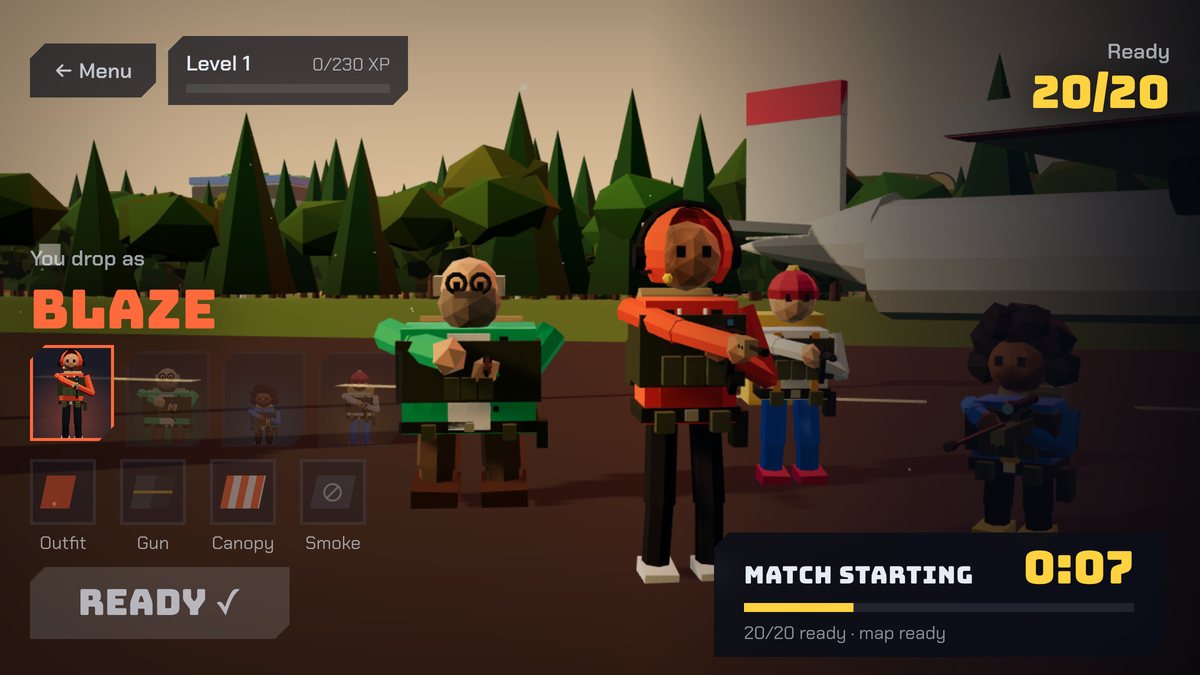 ← Menu
Level 1
0/230 XP
Ready
20/20
You drop as
BLAZE
Outfit
Gun
Canopy
Smoke
READY ✓
MATCH STARTING
0:07
20/20 ready · map ready